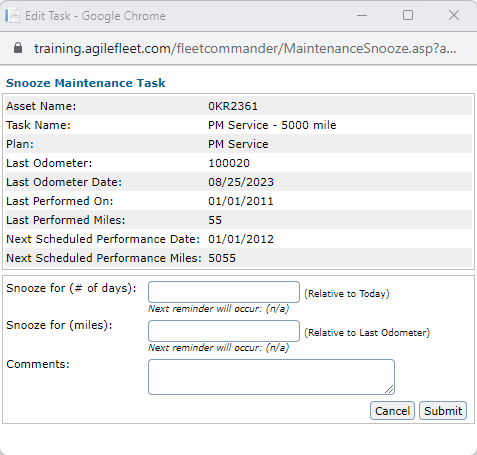 Edit Task - Google Chrome
training.agilefleet.com/fleetcommander/MaintenanceSnooze.asp?a...
Snooze Maintenance Task
Asset Name: 0KR2361
Task Name: PM Service - 5000 mile
Plan: PM Service
Last Odometer: 100020
Last Odometer Date: 08/25/2023
Last Performed On: 01/01/2011
Last Performed Miles: 55
Next Scheduled Performance Date: 01/01/2012
Next Scheduled Performance Miles: 5055
Snooze for (# of days): (Relative to Today)
Next reminder will occur: (n/a)
Snooze for (miles): (Relative to Last Odometer)
Next reminder will occur: (n/a)
Comments:
Cancel Submit